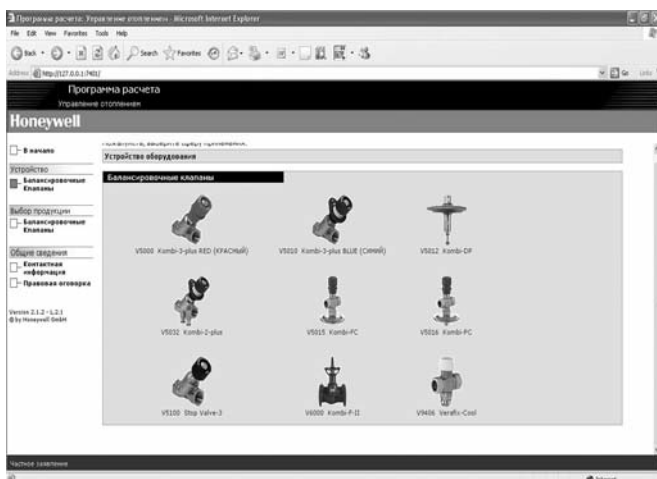 Программа расчета: Управление отоплением - Microsoft Internet Explorer
File Edit View Favorites Tools Help
Back Search Favorites
Address http://127.0.0.1:7401/ Go Links
Программа расчета
Управление отоплением
Honeywell
В начало
Устройство оборудования
Устройство
Балансировочные клапаны
Балансировочные
Клапаны
V5000 Kombi-3-plus RED (КРАСНЫЙ) V5010 Kombi-3-plus BLUE (СИНИЙ) V5012 Kombi-DP
Выбор продукции
Балансировочные
Клапаны
Общие сведения
Контактная
информация
Правовая оговорка
V5032 Kombi-2-plus V5015 Kombi-FC V5016 Kombi-PC
Version 2.1.2 - L.2.1
© by Honeywell GmbH
V5100 Stop Valve-3 V6000 Kombi-F-II V9406 Verafix-Cool
Частное заявление
Internet